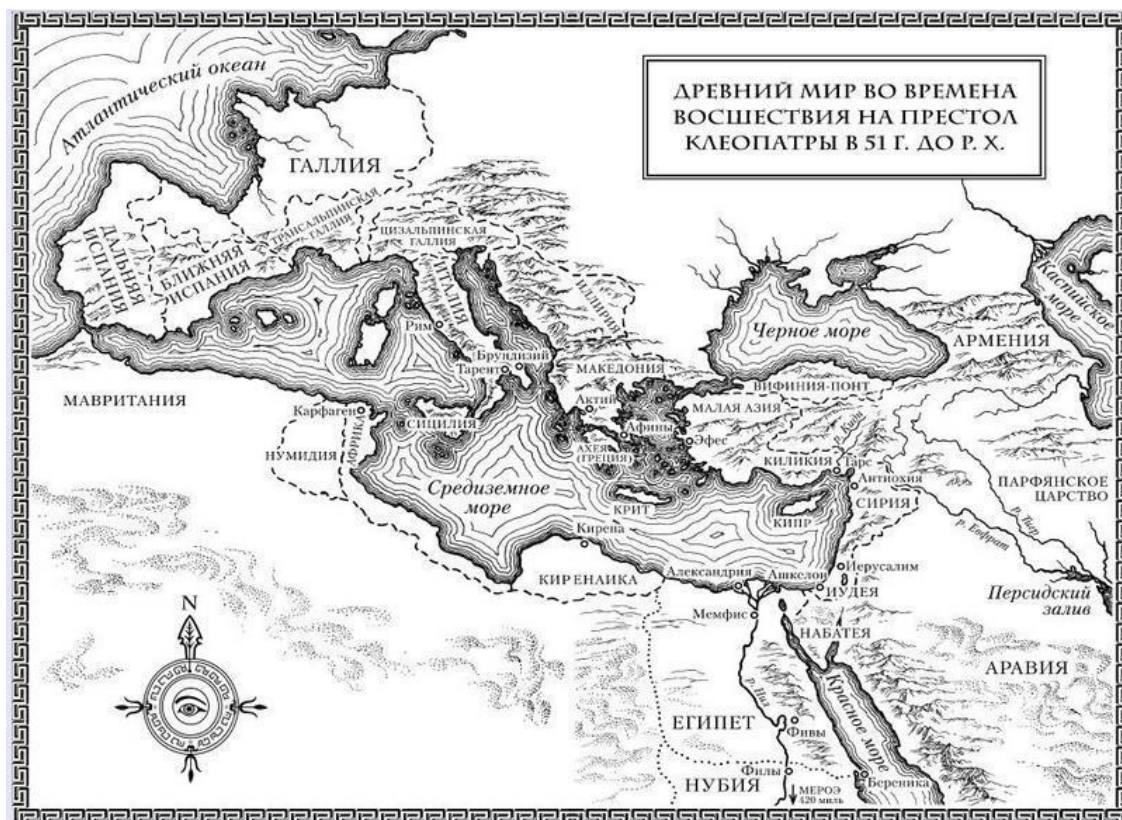 ДРЕВНИЙ МИР ВО ВРЕМЕНА
ВОСШЕСТВИЯ НА ПРЕСТОЛ
КЛЕОПАТРЫ В 51 Г. ДО Р. Х.
Атлантический океан
ГАЛЛИЯ
ТРАНСАЛЬПИНСКАЯ
ГАЛЛИЯ
ЦИЗАЛЬПИНСКАЯ
ГАЛЛИЯ
ДАЛЬНЯЯ
ИСПАНИЯ
БЛИЖНЯЯ
ИСПАНИЯ
ИТАЛИЯ
ИЛЛИРИЯ
Каспийское
море
Черное море
АРМЕНИЯ
Рим
Брундизий
Тарент
МАКЕДОНИЯ
ВИФИНИЯ-ПОНТ
МАВРИТАНИЯ
Карфаген
СИЦИЛИЯ
Актий
МАЛАЯ АЗИЯ
Афины
Эфес
р. Кидн
АФРИКА
НУМИДИЯ
АХЕЯ
(ГРЕЦИЯ)
КИЛИКИЯ
Тарс
Антиохия
ПАРФЯНСКОЕ
ЦАРСТВО
Средиземное
море
КРИТ
КИПР
СИРИЯ
р. Тигр
р. Евфрат
Кирена
КИРЕНАИКА
Александрия
Ашкелон
Иерусалим
ИУДЕЯ
Персидский
залив
Мемфис
НАБАТЕЯ
АРАВИЯ
N
р. Нил
ЕГИПЕТ
Фивы
Красное море
Филы
НУБИЯ
МЕРОЭ
420 миль
Береника